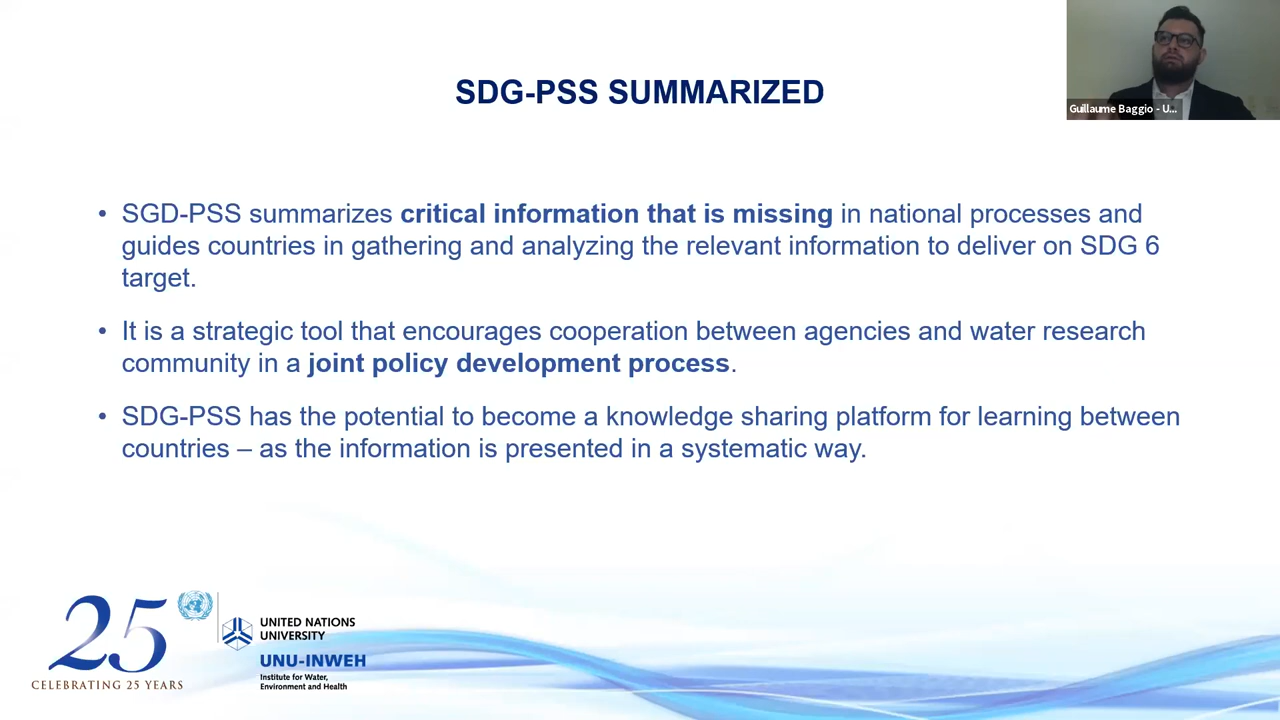 SDG-PSS SUMMARIZED
Guillaume Baggio - U...
• SGD-PSS summarizes critical information that is missing in national processes and
guides countries in gathering and analyzing the relevant information to deliver on SDG 6
target.
• It is a strategic tool that encourages cooperation between agencies and water research
community in a joint policy development process.
• SDG-PSS has the potential to become a knowledge sharing platform for learning between
countries – as the information is presented in a systematic way.
25
CELEBRATING 25 YEARS
UNITED NATIONS
UNIVERSITY
UNU-INWEH
Institute for Water,
Environment and Health